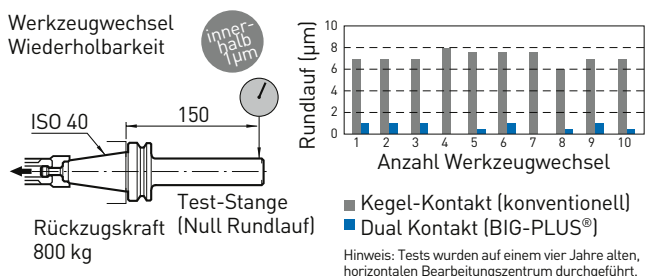 Werkzeugwechsel
Wiederholbarkeit
inner-
halb
1µm
ISO 40
150
Rückzugskraft
800 kg
Test-Stange
(Null Rundlauf)
Rundlauf (µm)
10
8
6
4
2
0
1 2 3 4 5 6 7 8 9 10
Anzahl Werkzeugwechsel
Kegel-Kontakt (konventionell)
Dual Kontakt (BIG-PLUS®)
Hinweis: Tests wurden auf einem vier Jahre alten,
horizontalen Bearbeitungszentrum durchgeführt.